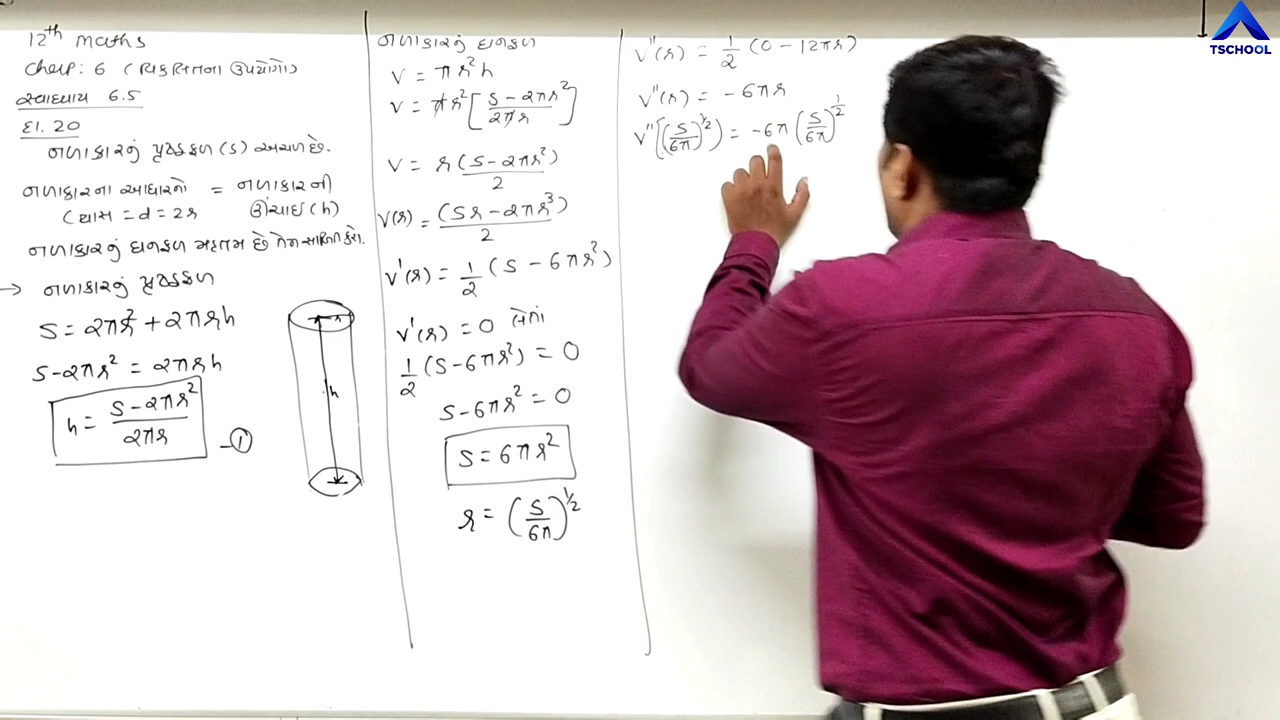 12th maths
Chap: 6 (વિકલિતના ઉપયોગો)
સ્વાધ્યાય 6.5
દા. 20
નળાકારનું પૃષ્ઠફળ (S) અચળ છે.
નળાકારના આધારનો = નળાકારની
(વ્યાસ = d = 2r ઊંચાઈ (h)
નળાકારનું ઘનફળ મહત્તમ છે તેમ સાબિત કરો.
→ નળાકારનું પૃષ્ઠફળ
S = 2πr² + 2πrh
S - 2πr² = 2πrh
h = (S - 2πr²)/(2πr) — ①
h
નળાકારનું ઘનફળ
V = πr²h
V = πr² [(S - 2πr²)/(2πr)]
V = r(S - 2πr²)/2
V(r) = (Sr - 2πr³)/2
V'(r) = 1/2 (S - 6πr²)
V'(r) = 0 લેતાં
1/2 (S - 6πr²) = 0
S - 6πr² = 0
S = 6πr²
r = (S/6π)^1/2
V''(r) = 1/2 (0 - 12πr)
V''(r) = - 6πr
V''((S/6π)^1/2) = -6π (S/6π)^1/2
TSCHOOL